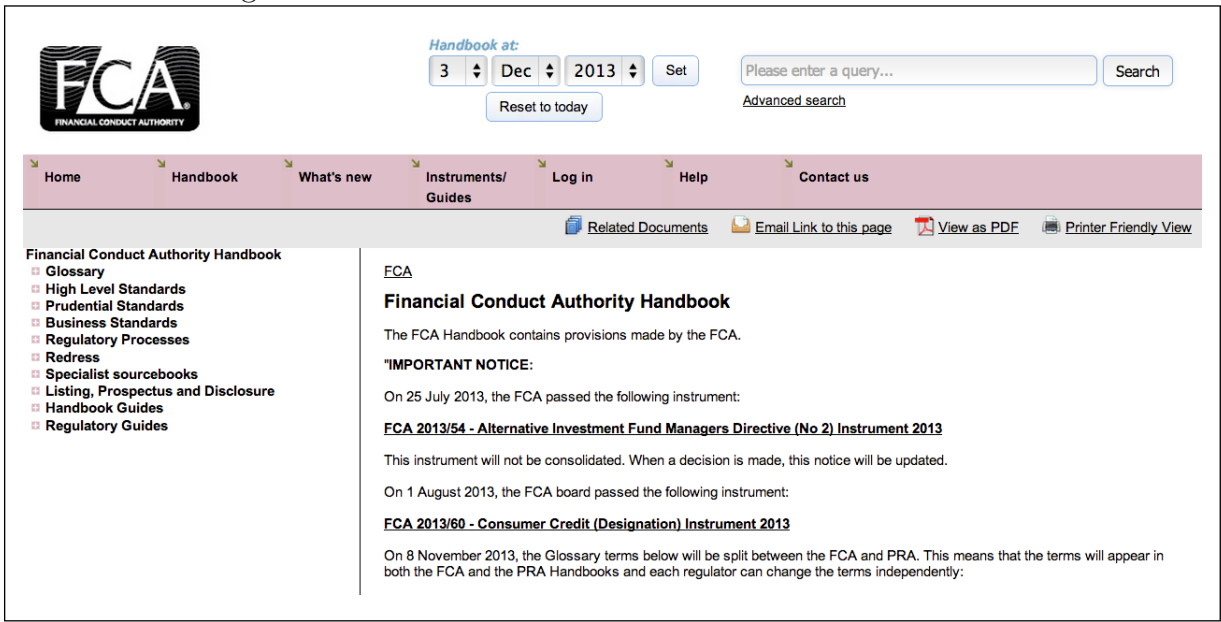 FCA®
FINANCIAL CONDUCT AUTHORITY
Handbook at:
3 Dec 2013 Set
Reset to today
Please enter a query... Search
Advanced search
Home Handbook What's new Instruments/ Log in Help Contact us
Guides
Related Documents Email Link to this page View as PDF Printer Friendly View
Financial Conduct Authority Handbook
Glossary
High Level Standards
Prudential Standards
Business Standards
Regulatory Processes
Redress
Specialist sourcebooks
Listing, Prospectus and Disclosure
Handbook Guides
Regulatory Guides
FCA
Financial Conduct Authority Handbook
The FCA Handbook contains provisions made by the FCA.
"IMPORTANT NOTICE:
On 25 July 2013, the FCA passed the following instrument:
FCA 2013/54 - Alternative Investment Fund Managers Directive (No 2) Instrument 2013
This instrument will not be consolidated. When a decision is made, this notice will be updated.
On 1 August 2013, the FCA board passed the following instrument:
FCA 2013/60 - Consumer Credit (Designation) Instrument 2013
On 8 November 2013, the Glossary terms below will be split between the FCA and PRA. This means that the terms will appear in
both the FCA and the PRA Handbooks and each regulator can change the terms independently: